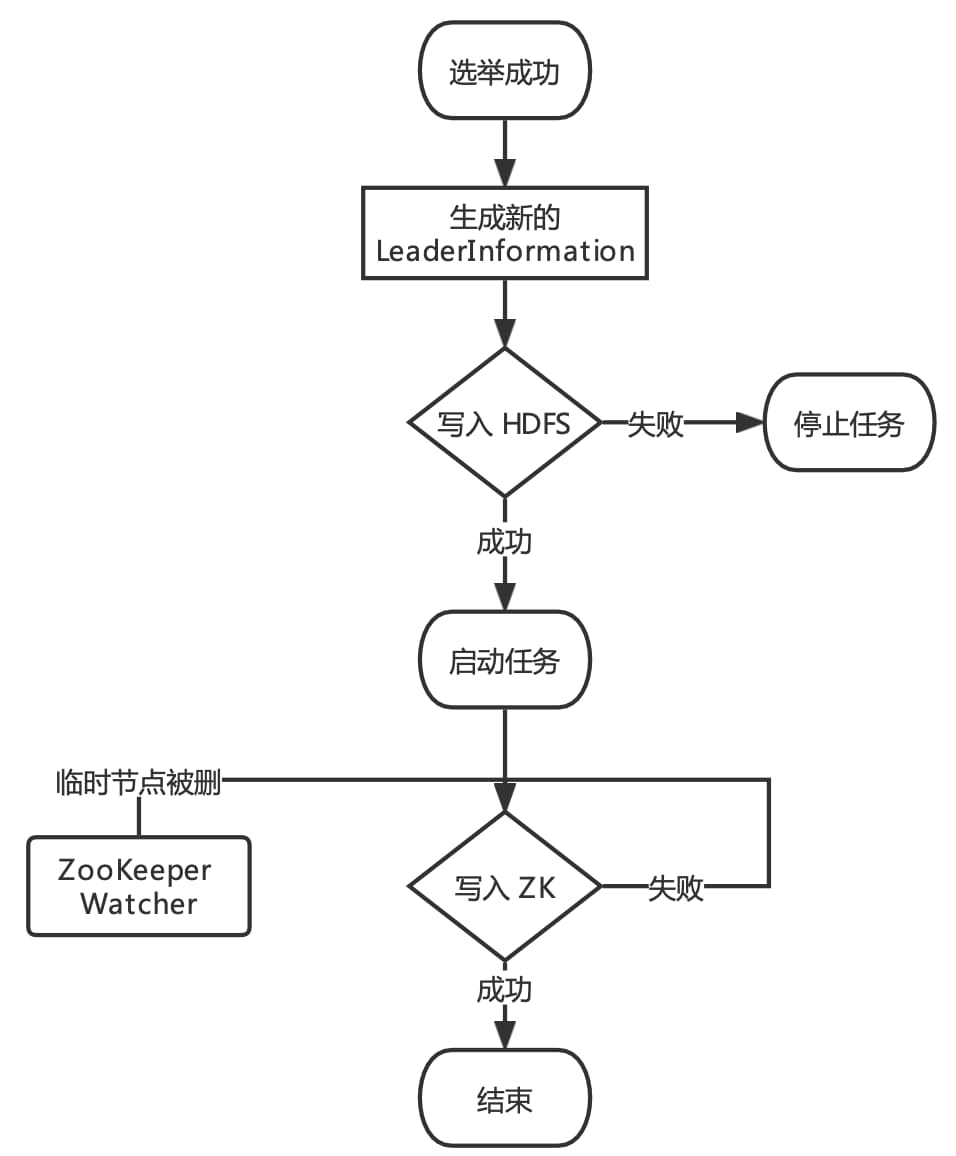 选举成功
生成新的
LeaderInformation
写入 HDFS
失败
停止任务
成功
启动任务
临时节点被删
ZooKeeper
Watcher
写入 ZK
失败
成功
结束